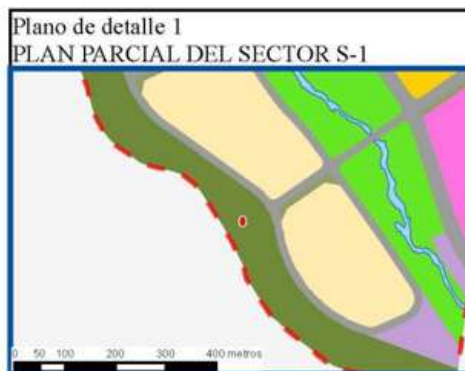 Plano de detalle 1
PLAN PARCIAL DEL SECTOR S-1
0 50 100 200 300 400 metros